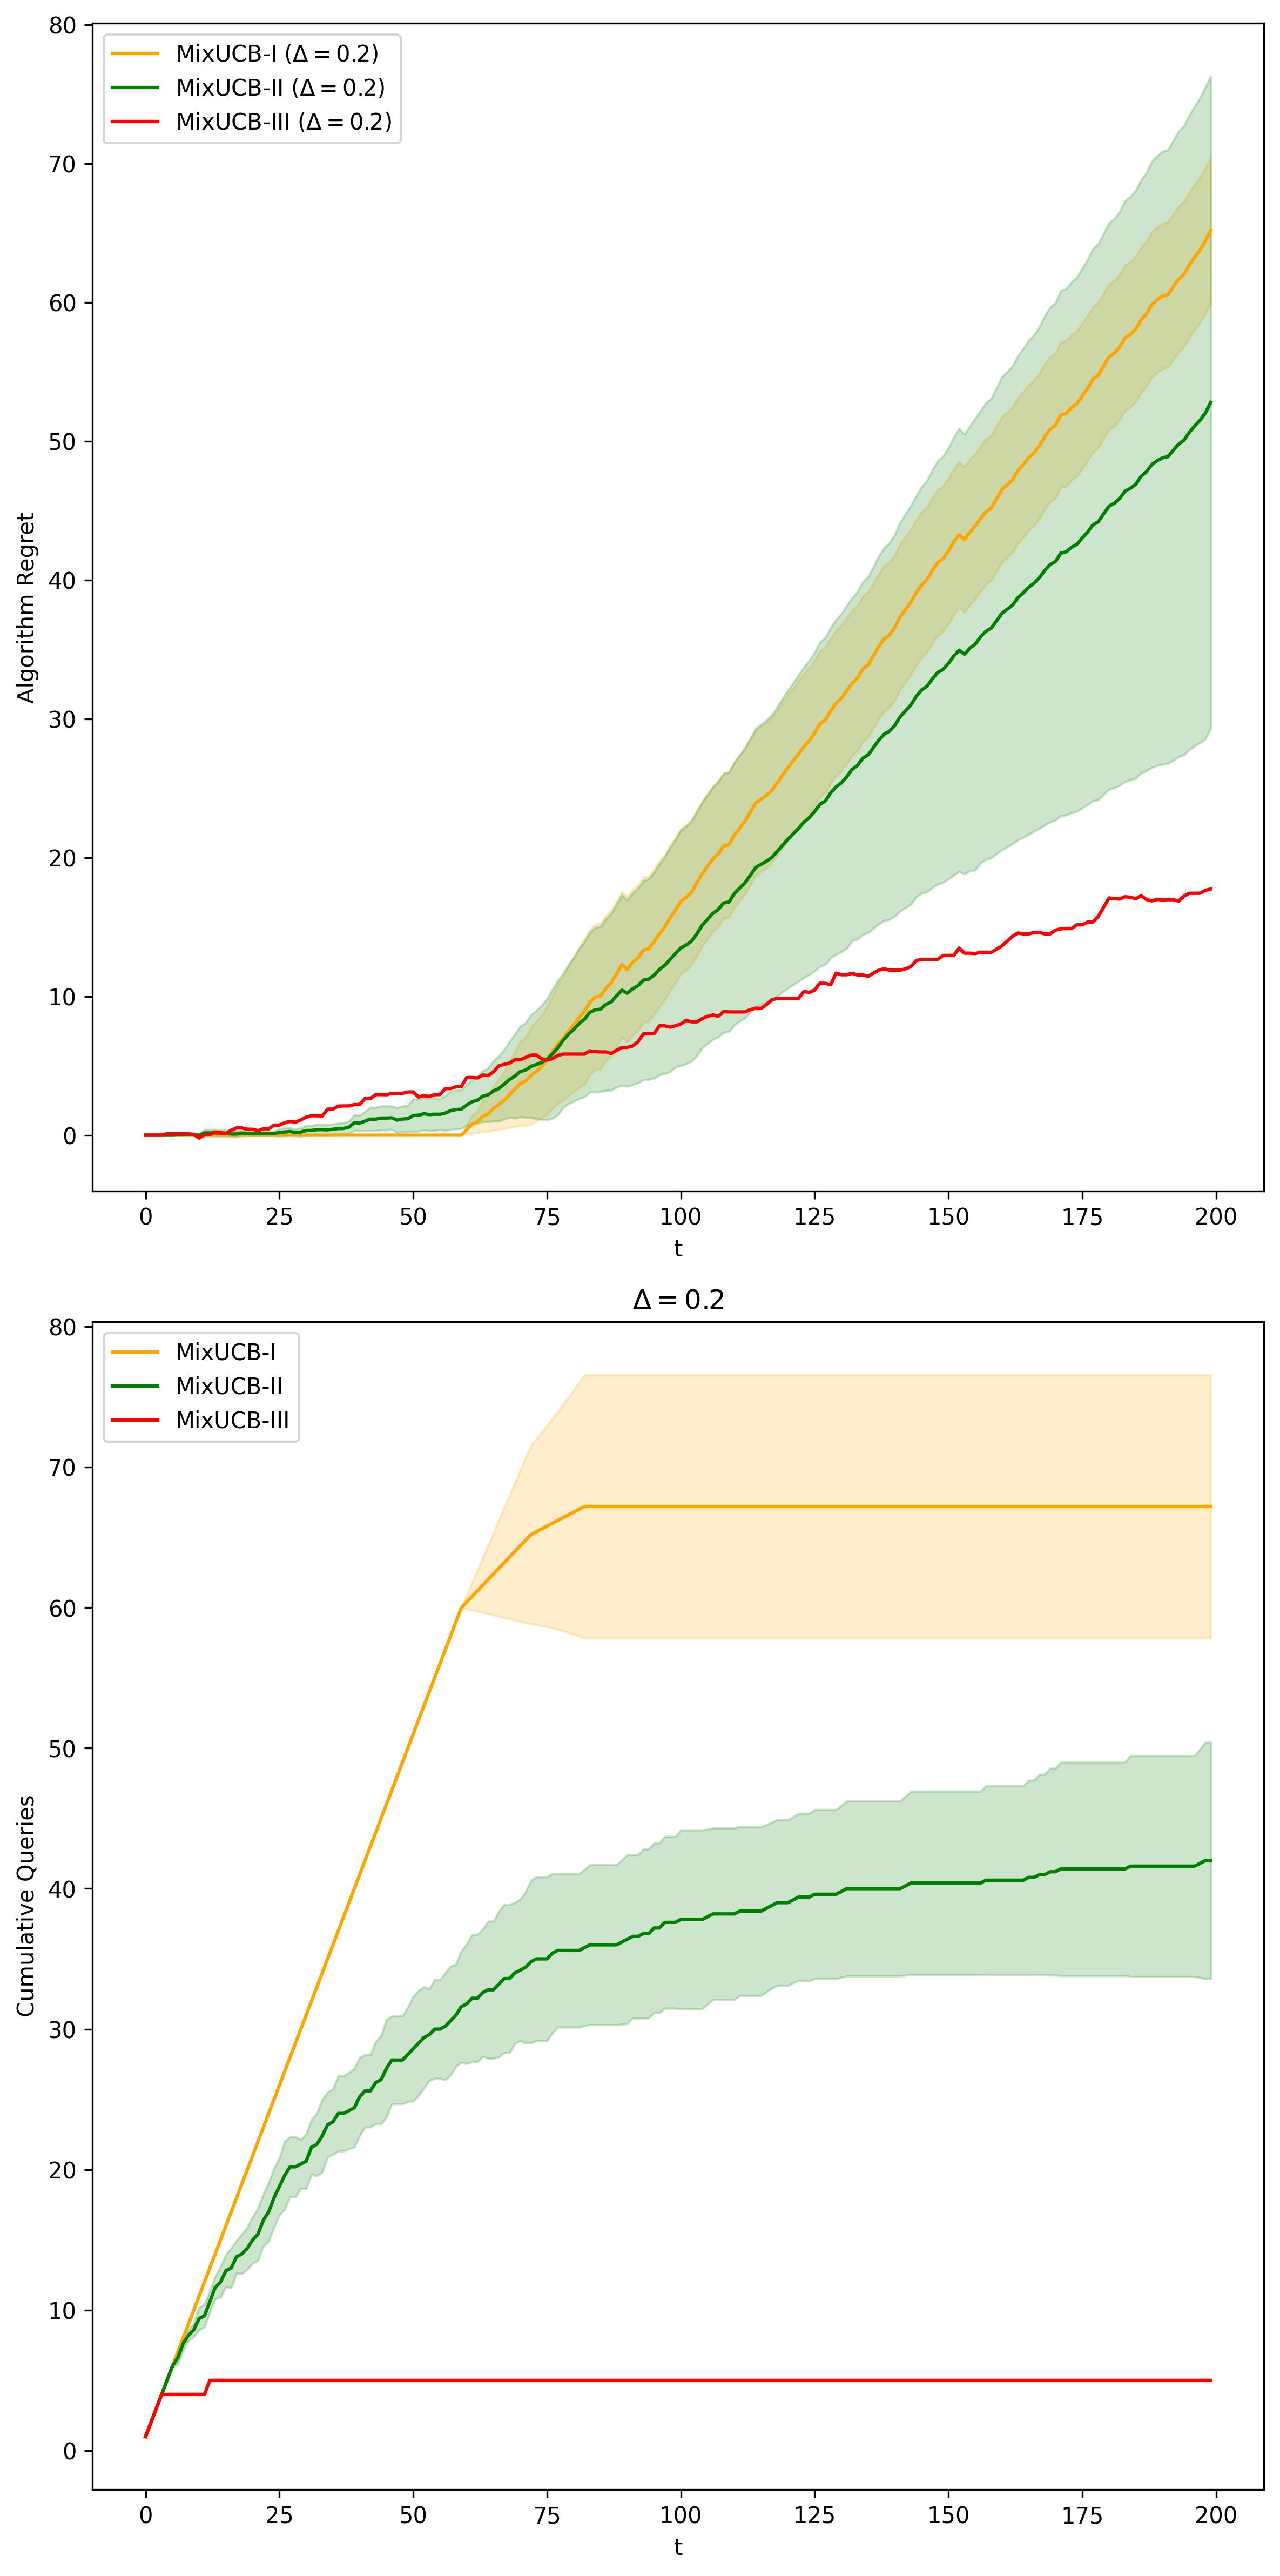 80
70
60
50
40
30
20
10
0
Algorithm Regret
MixUCB-I (Δ = 0.2)
MixUCB-II (Δ = 0.2)
MixUCB-III (Δ = 0.2)
0 25 50 75 100 125 150 175 200
t
Δ = 0.2
80
70
60
50
40
30
20
10
0
Cumulative Queries
MixUCB-I
MixUCB-II
MixUCB-III
0 25 50 75 100 125 150 175 200
t